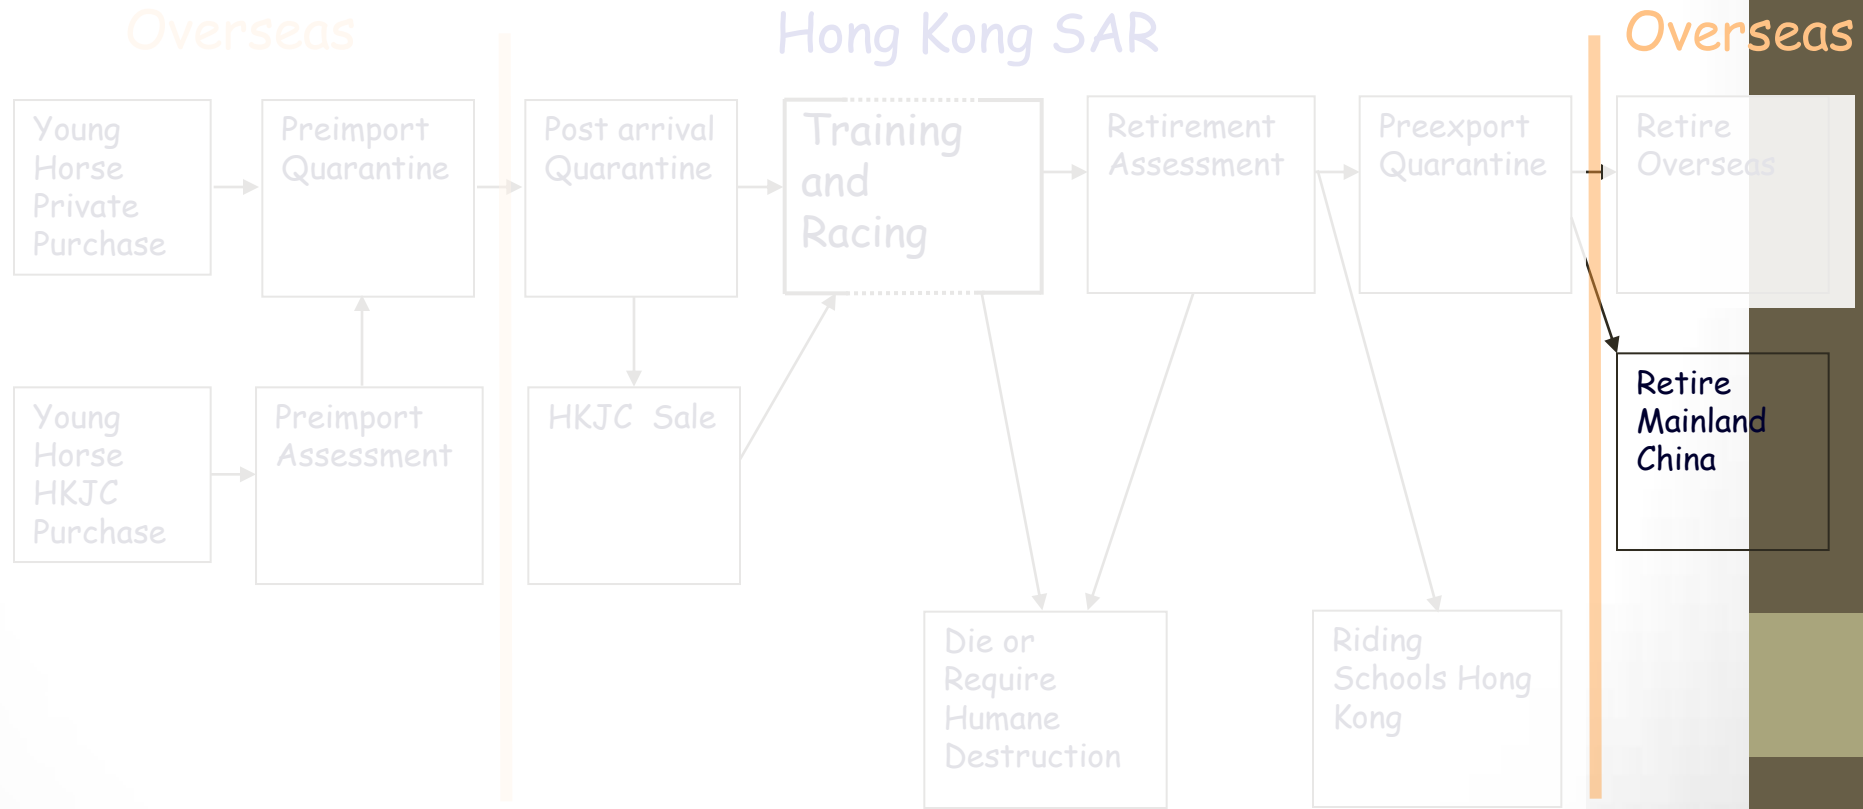 Overseas
Hong Kong SAR
Overseas
Young
Horse
Private
Purchase
Preimport
Quarantine
Post arrival
Quarantine
Training
and
Racing
Retirement
Assessment
Preexport
Quarantine
Retire
Overseas
Young
Horse
HKJC
Purchase
Preimport
Assessment
HKJC  Sale
Retire
Mainland
China
Die or
Require
Humane
Destruction
Riding
Schools Hong
Kong